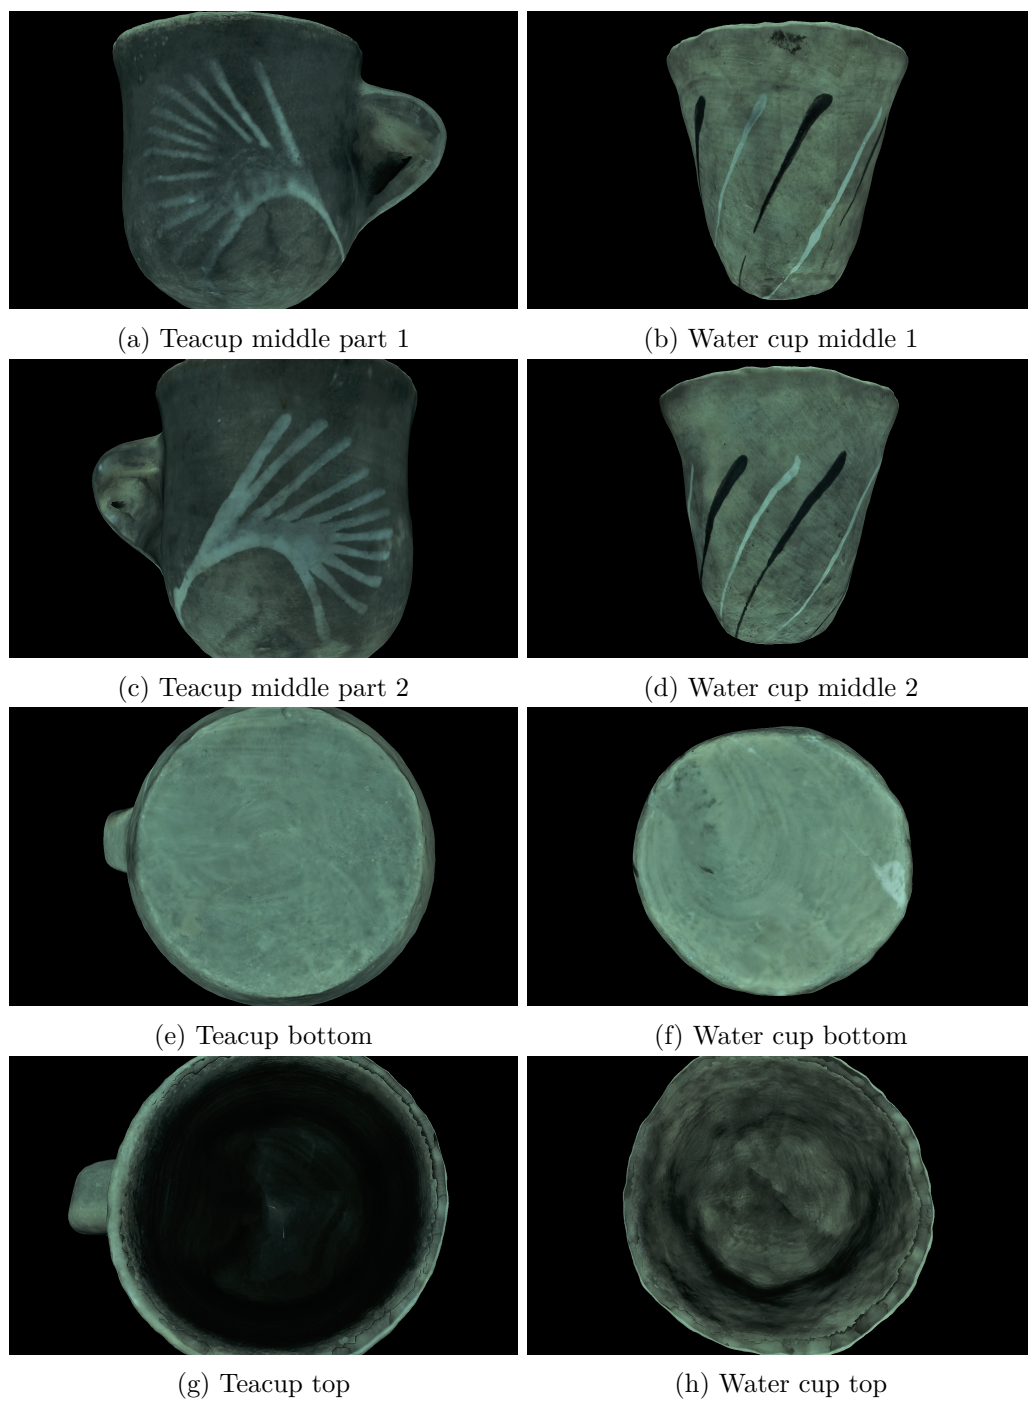 (a) Teacup middle part 1
(b) Water cup middle 1
(c) Teacup middle part 2
(d) Water cup middle 2
(e) Teacup bottom
(f) Water cup bottom
(g) Teacup top
(h) Water cup top